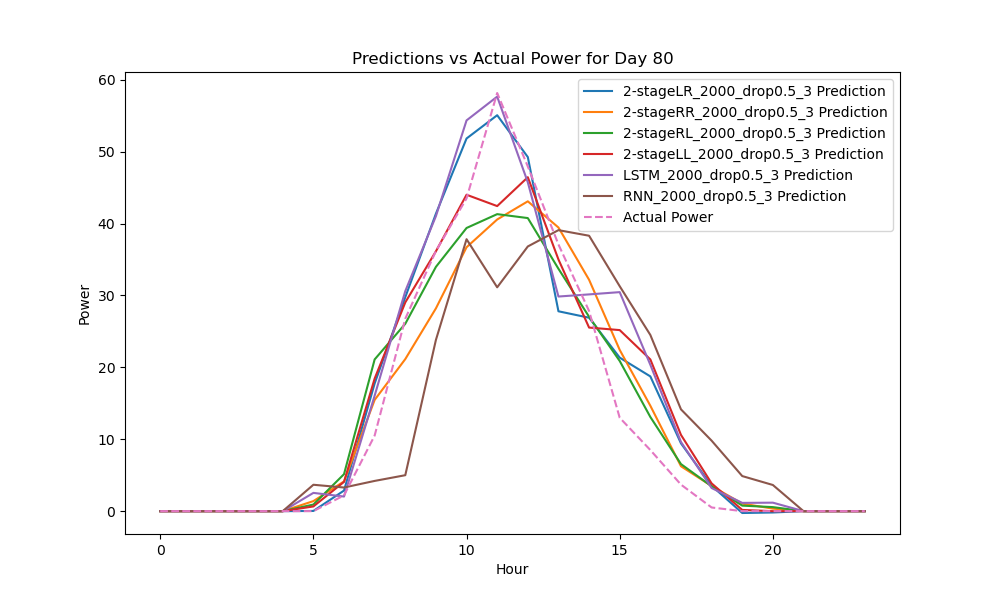 Predictions vs Actual Power for Day 80
60
50
40
30
20
10
0
Power
2-stageLR_2000_drop0.5_3 Prediction
2-stageRR_2000_drop0.5_3 Prediction
2-stageRL_2000_drop0.5_3 Prediction
2-stageLL_2000_drop0.5_3 Prediction
LSTM_2000_drop0.5_3 Prediction
RNN_2000_drop0.5_3 Prediction
Actual Power
0 5 10 15 20
Hour